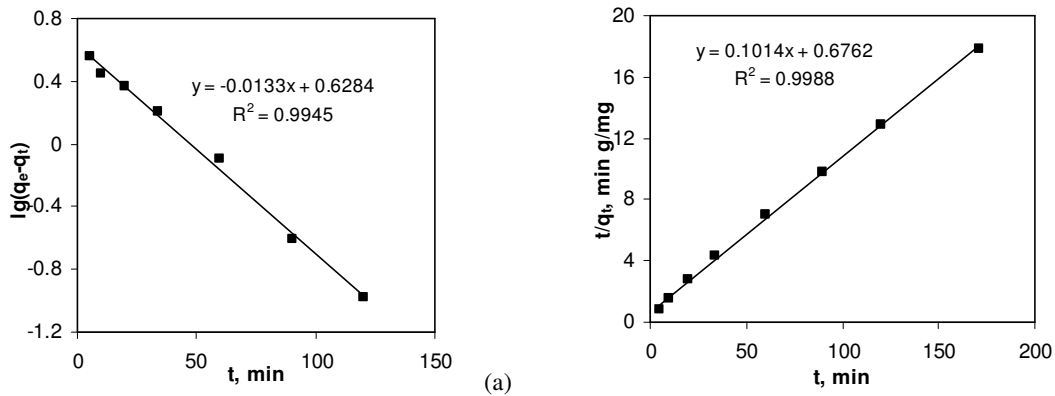 0.8
0.4
0
-0.4
-0.8
-1.2
lg(qe-qt)
y = -0.0133x + 0.6284
R² = 0.9945
0 50 100 150
t, min
(a)
20
16
12
8
4
0
t/qt, min g/mg
y = 0.1014x + 0.6762
R² = 0.9988
0 50 100 150 200
t, min